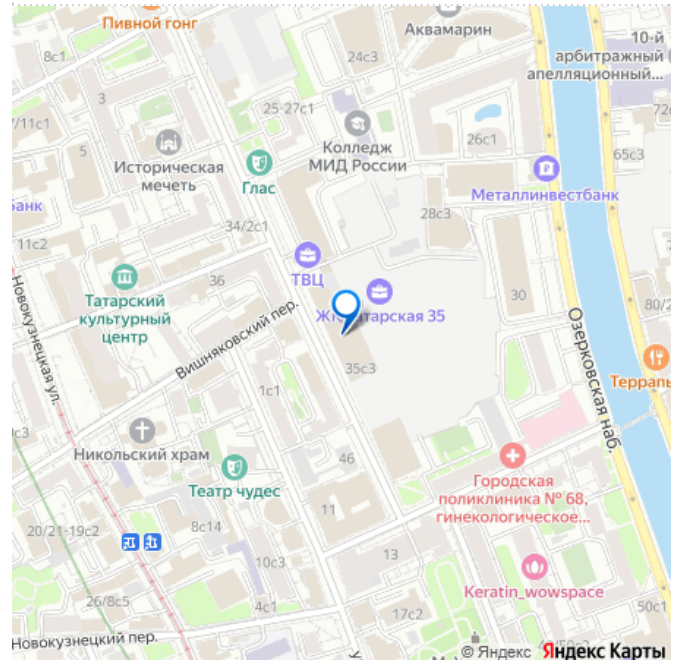 Пивной гонг
8с1
Аквамарин
10-й
арбитражный
апелляционный...
24с3
3
25-27с1
7/11с1
5
Историческая
мечеть
Глас
Колледж
МИД России
26с1
65с3
Металлинвестбанк
28с3
34/2с1
11с2
ТВЦ
36
Татарский
культурный
центр
30
80/2
Вишняковский пер.
Новокузнецкая ул.
Озерковская наб.
35с3
1с1
Террапь
Никольский храм
46
Театр чудес
Городская
поликлиника № 68,
гинекологическое...
11
8с14
20/21-19с2
13
10с3
Keratin_wowspace
26/8с5
4с1
17с2
50с1
Новокузнецкий пер.
© Яндекс Яндекс Карты